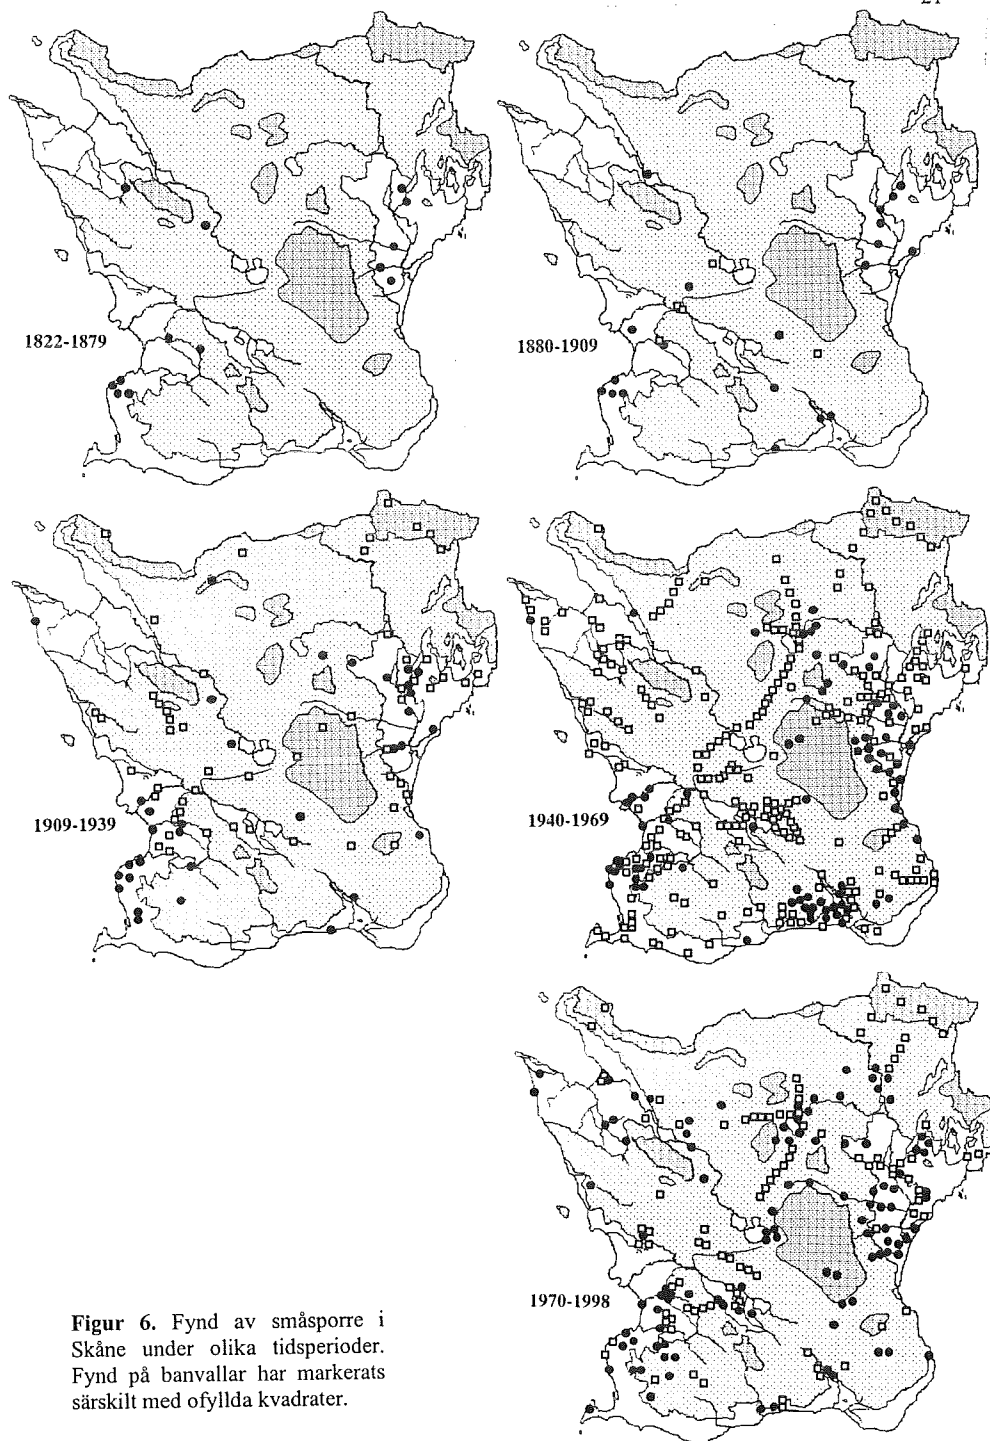 1822-1879
1880-1909
1909-1939
1940-1969
1970-1998
Figur 6. Fynd av småsporre i
Skåne under olika tidsperioder.
Fynd på banvallar har markerats
särskilt med ofyllda kvadrater.